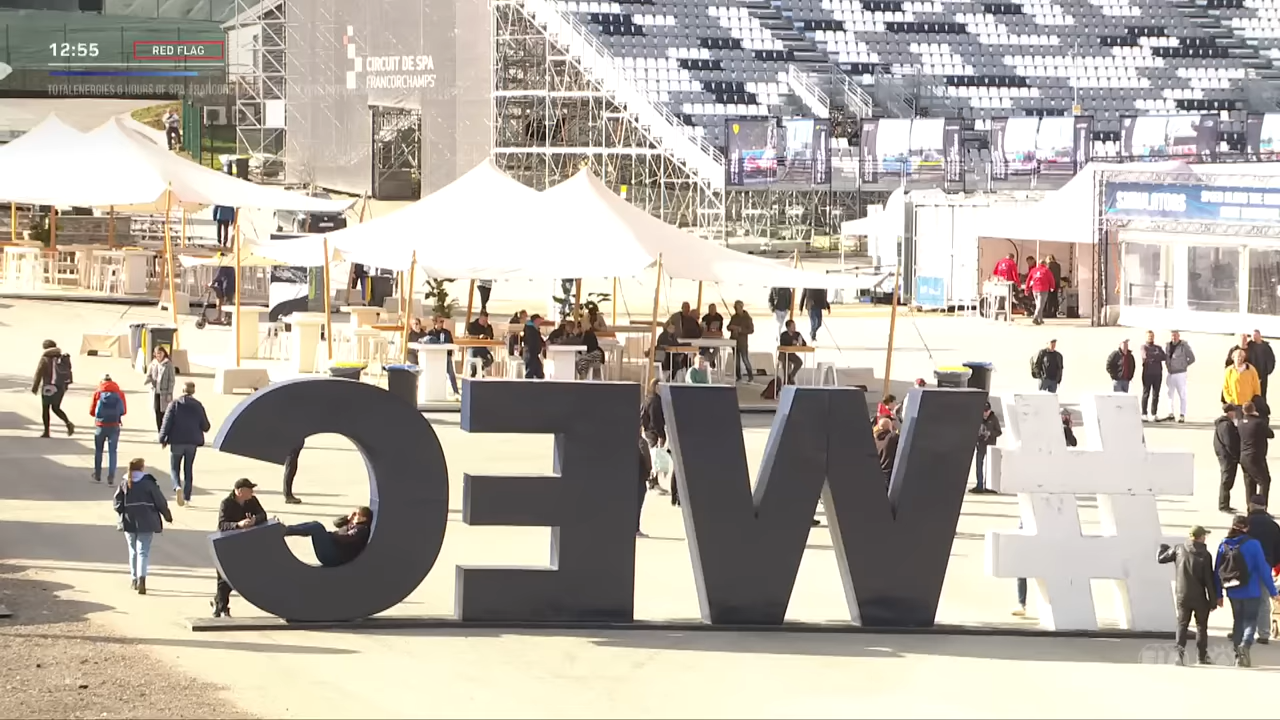 12:55
RED FLAG
TOTALENERGIES 6 HOURS OF SPA-FRANCORCHAMPS
CIRCUIT DE SPA
FRANCORCHAMPS
SIMULATORS
#WEC